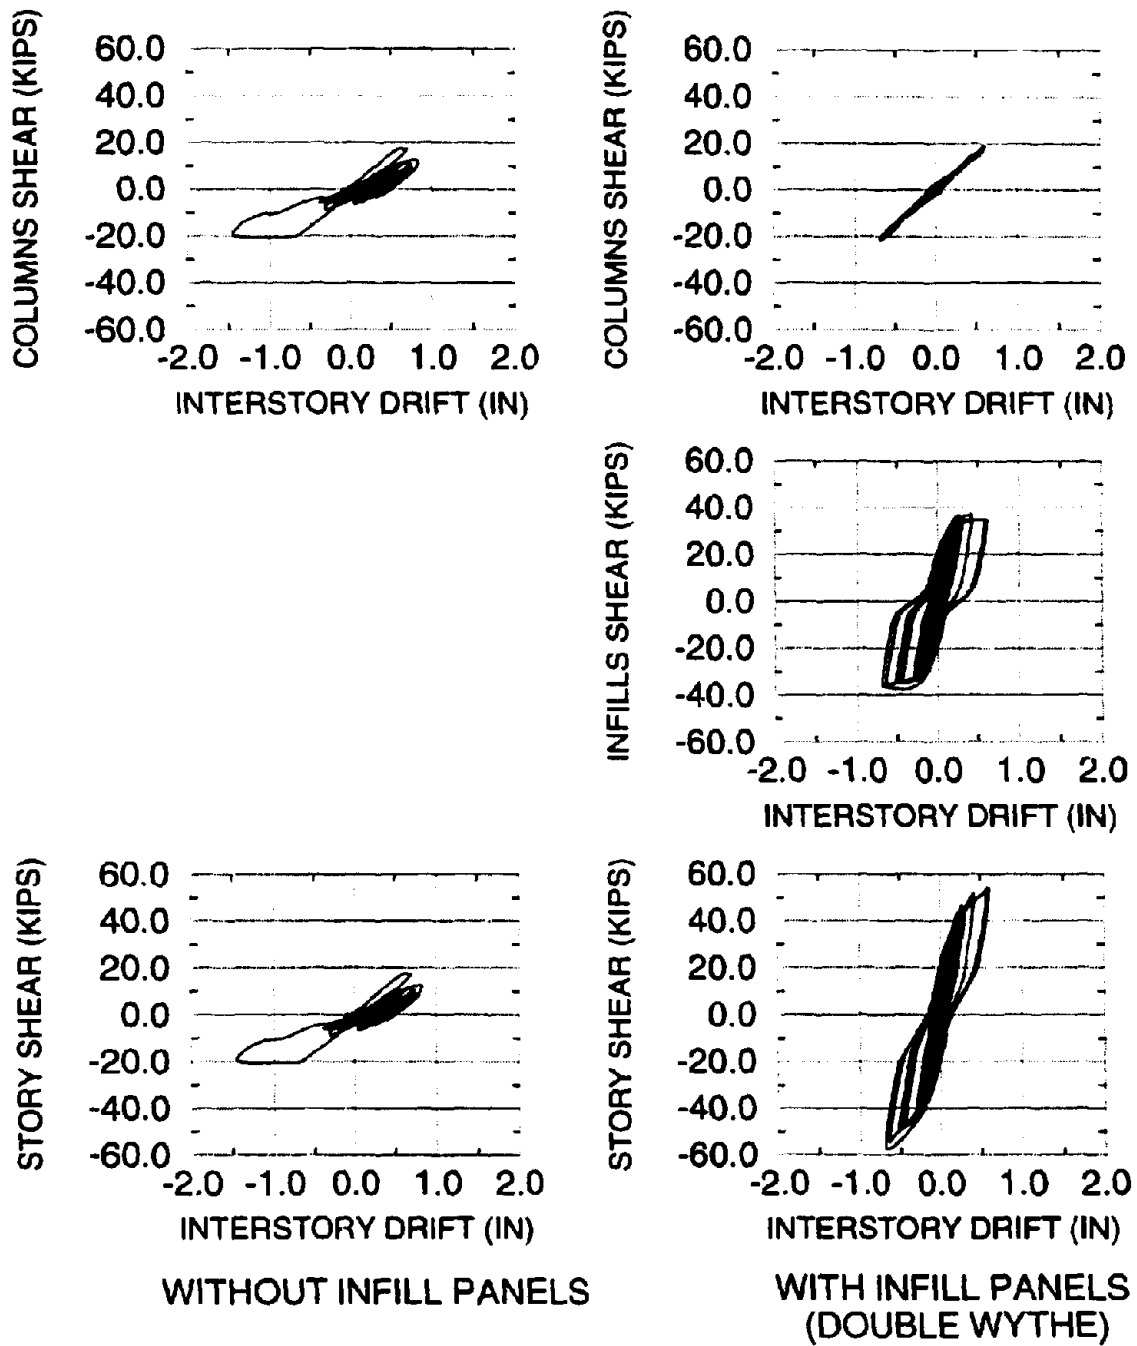 COLUMNS SHEAR (KIPS)
60.0
40.0
20.0
0.0
-20.0
-40.0
-60.0
-2.0 -1.0 0.0 1.0 2.0
INTERSTORY DRIFT (IN)
COLUMNS SHEAR (KIPS)
60.0
40.0
20.0
0.0
-20.0
-40.0
-60.0
-2.0 -1.0 0.0 1.0 2.0
INTERSTORY DRIFT (IN)
INFILLS SHEAR (KIPS)
60.0
40.0
20.0
0.0
-20.0
-40.0
-60.0
-2.0 -1.0 0.0 1.0 2.0
INTERSTORY DRIFT (IN)
STORY SHEAR (KIPS)
60.0
40.0
20.0
0.0
-20.0
-40.0
-60.0
-2.0 -1.0 0.0 1.0 2.0
INTERSTORY DRIFT (IN)
WITHOUT INFILL PANELS
STORY SHEAR (KIPS)
60.0
40.0
20.0
0.0
-20.0
-40.0
-60.0
-2.0 -1.0 0.0 1.0 2.0
INTERSTORY DRIFT (IN)
WITH INFILL PANELS
(DOUBLE WYTHE)